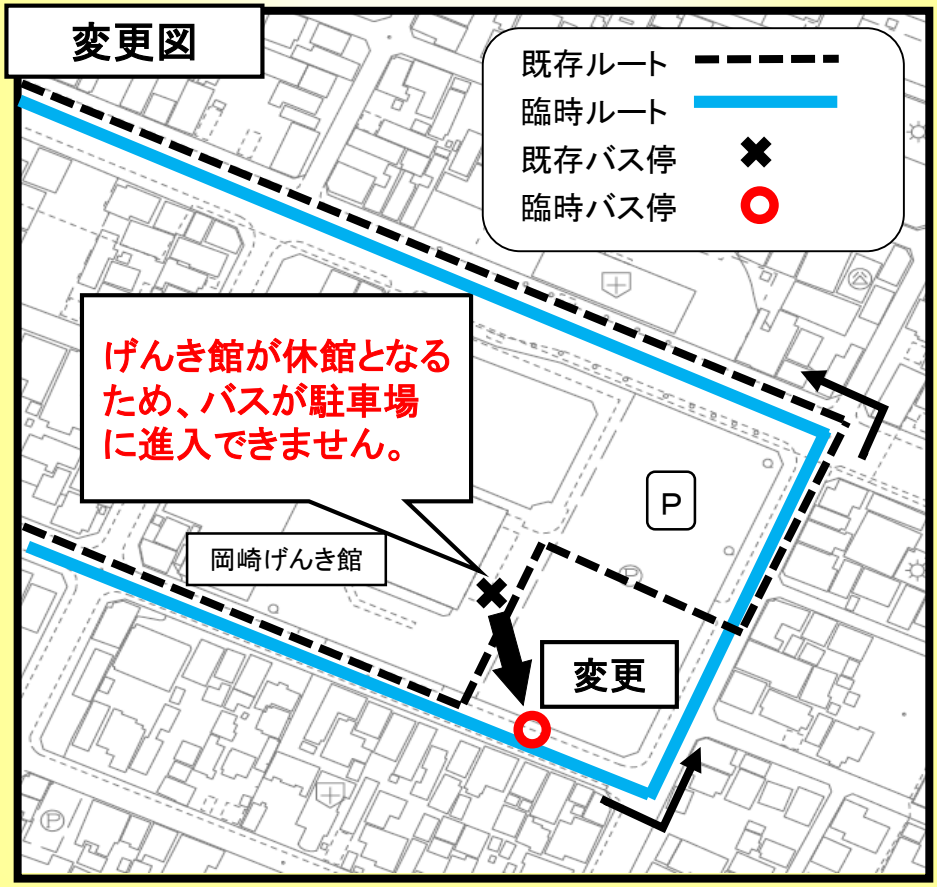 変更図
既存ルート
臨時ルート
既存バス停
臨時バス停
げんき館が休館となる
ため、バスが駐車場
に進入できません。
P
岡崎げんき館
P
変更
P